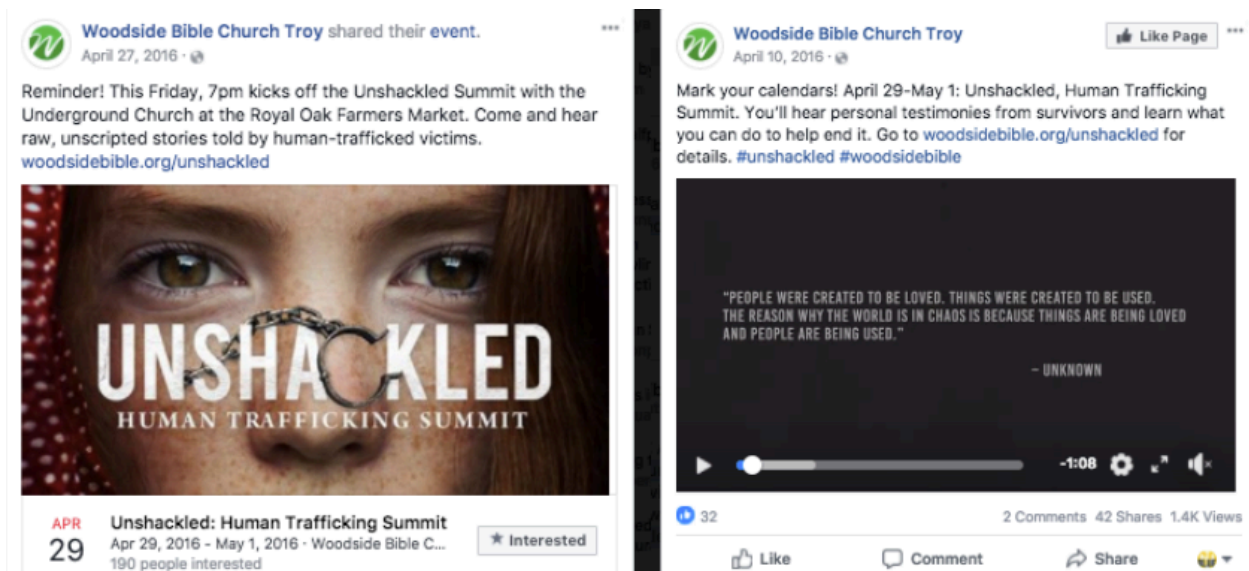 Woodside Bible Church Troy shared their event.
April 27, 2016
Reminder! This Friday, 7pm kicks off the Unshackled Summit with the
Underground Church at the Royal Oak Farmers Market. Come and hear
raw, unscripted stories told by human-trafficked victims.
woodsidebible.org/unshackled
UNSHACKLED
HUMAN TRAFFICKING SUMMIT
APR
29
Unshackled: Human Trafficking Summit
Apr 29, 2016 - May 1, 2016 · Woodside Bible C...
190 people interested
Interested
Woodside Bible Church Troy
April 10, 2016
Like Page
Mark your calendars! April 29-May 1: Unshackled, Human Trafficking
Summit. You'll hear personal testimonies from survivors and learn what
you can do to help end it. Go to woodsidebible.org/unshackled for
details. #unshackled #woodsidebible
“PEOPLE WERE CREATED TO BE LOVED. THINGS WERE CREATED TO BE USED.
THE REASON WHY THE WORLD IS IN CHAOS IS BECAUSE THINGS ARE BEING LOVED
AND PEOPLE ARE BEING USED.”
– UNKNOWN
-1:08
32
2 Comments 42 Shares 1.4K Views
Like
Comment
Share